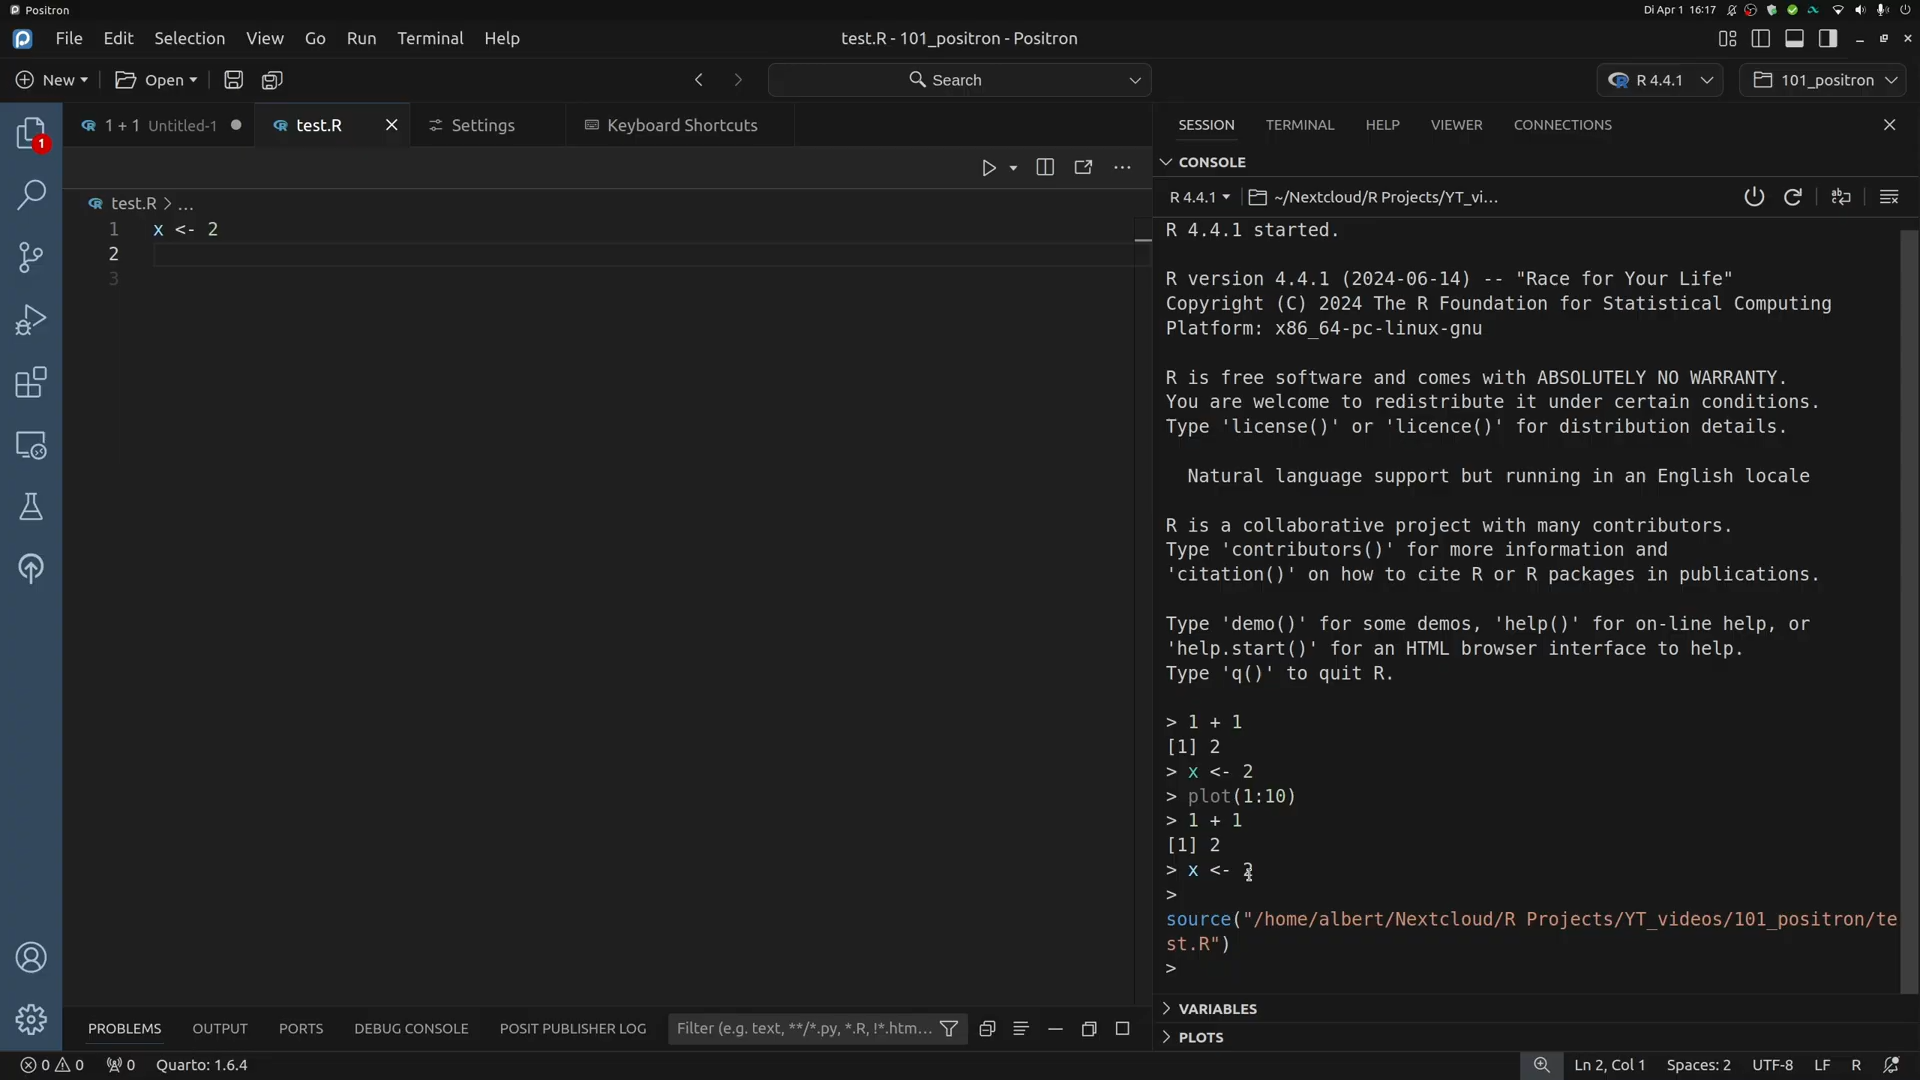 Positron
Di Apr 1 16:17
File Edit Selection View Go Run Terminal Help
test.R - 101_positron - Positron
New Open
Search
R 4.4.1
101_positron
1
1 + 1 Untitled-1
test.R
Settings
Keyboard Shortcuts
test.R > ...
1 x <- 2
2
3
SESSION TERMINAL HELP VIEWER CONNECTIONS
CONSOLE
R 4.4.1 ~/Nextcloud/R Projects/YT_vi...
R 4.4.1 started.
R version 4.4.1 (2024-06-14) -- "Race for Your Life"
Copyright (C) 2024 The R Foundation for Statistical Computing
Platform: x86_64-pc-linux-gnu
R is free software and comes with ABSOLUTELY NO WARRANTY.
You are welcome to redistribute it under certain conditions.
Type 'license()' or 'licence()' for distribution details.
Natural language support but running in an English locale
R is a collaborative project with many contributors.
Type 'contributors()' for more information and
'citation()' on how to cite R or R packages in publications.
Type 'demo()' for some demos, 'help()' for on-line help, or
'help.start()' for an HTML browser interface to help.
Type 'q()' to quit R.
> 1 + 1
[1] 2
> x <- 2
> plot(1:10)
> 1 + 1
[1] 2
> x <- 2
>
source("/home/albert/Nextcloud/R Projects/YT_videos/101_positron/te
st.R")
>
VARIABLES
PLOTS
PROBLEMS OUTPUT PORTS DEBUG CONSOLE POSIT PUBLISHER LOG
Filter (e.g. text, **/*.py, *.R, !*.htm...
0 0 0 Quarto: 1.6.4
Ln 2, Col 1 Spaces: 2 UTF-8 LF R